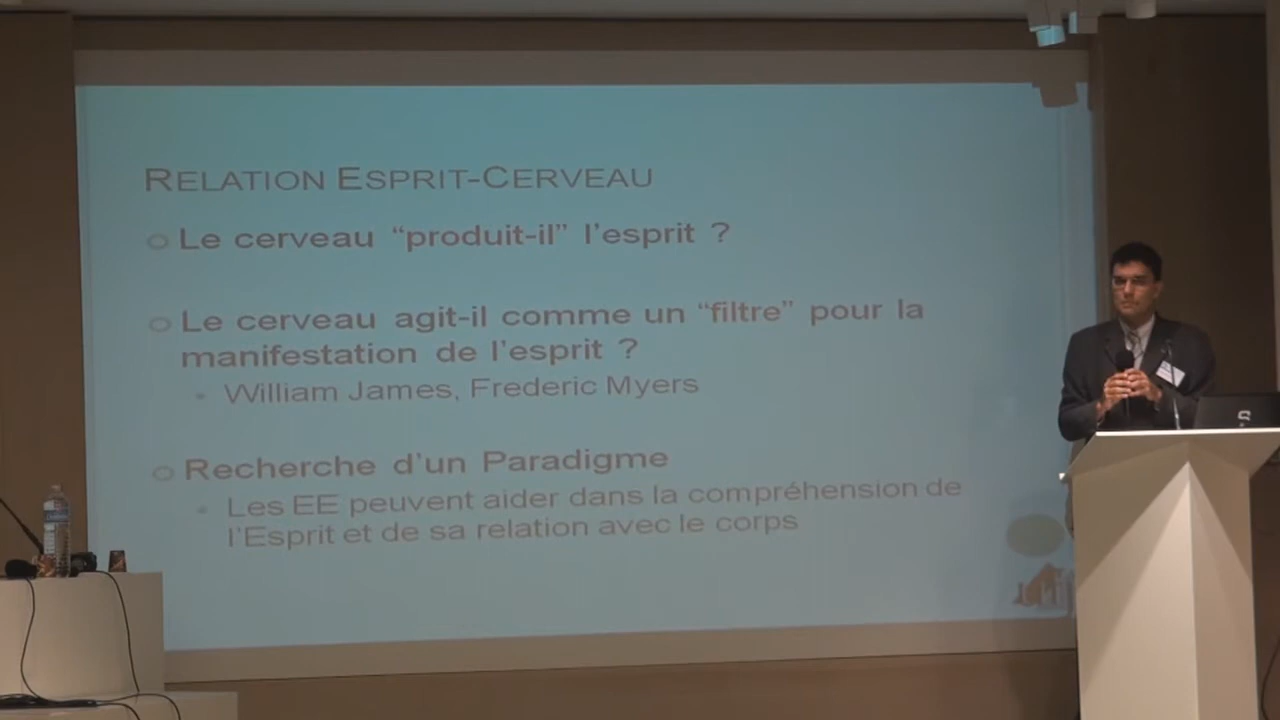 RELATION ESPRIT-CERVEAU
Le cerveau “produit-il” l’esprit ?
Le cerveau agit-il comme un “filtre” pour la
manifestation de l’esprit ?
William James, Frederic Myers
Recherche d’un Paradigme
Les EE peuvent aider dans la compréhension de
l’Esprit et de sa relation avec le corps